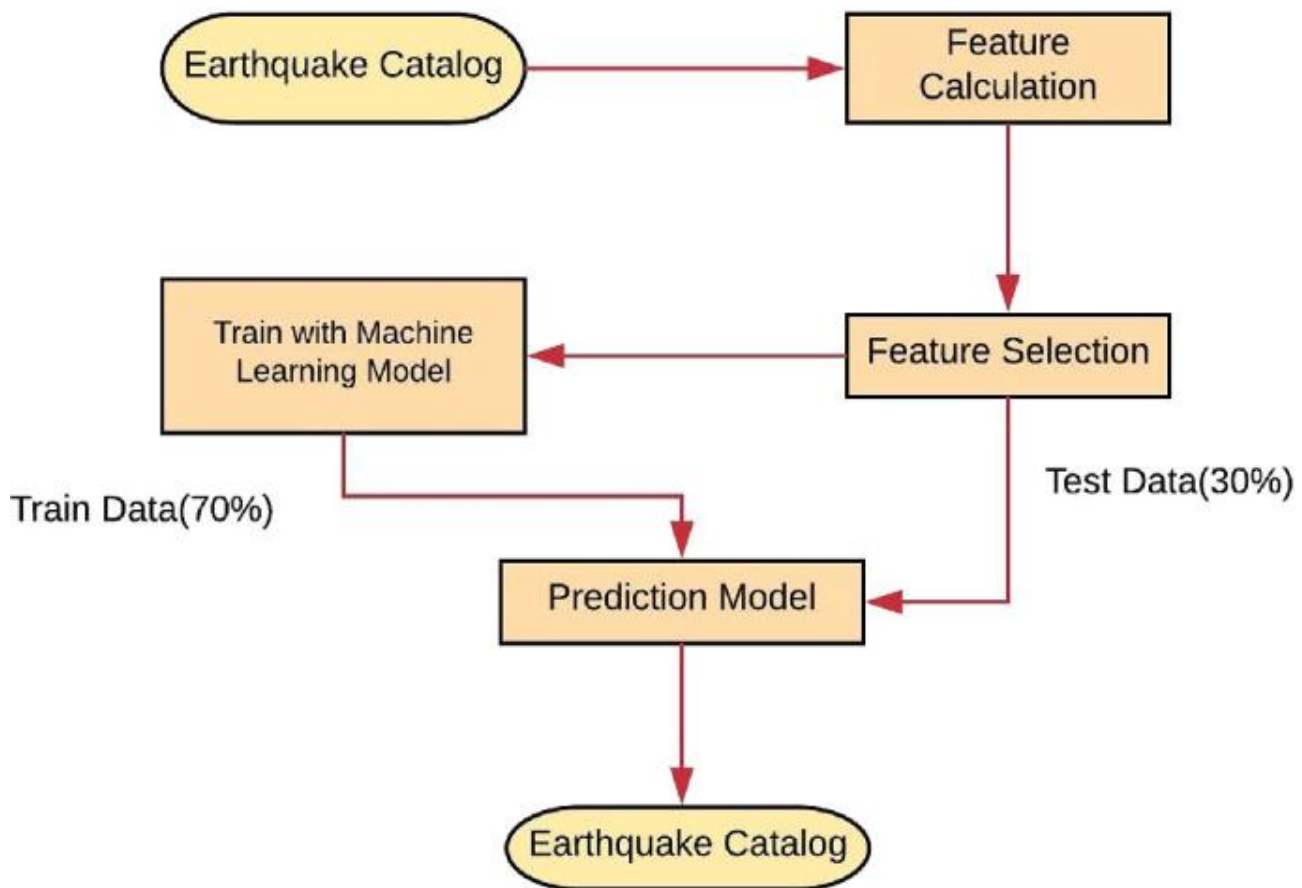 Earthquake Catalog
Feature
Calculation
Train with Machine
Learning Model
Feature Selection
Train Data(70%)
Test Data(30%)
Prediction Model
Earthquake Catalog